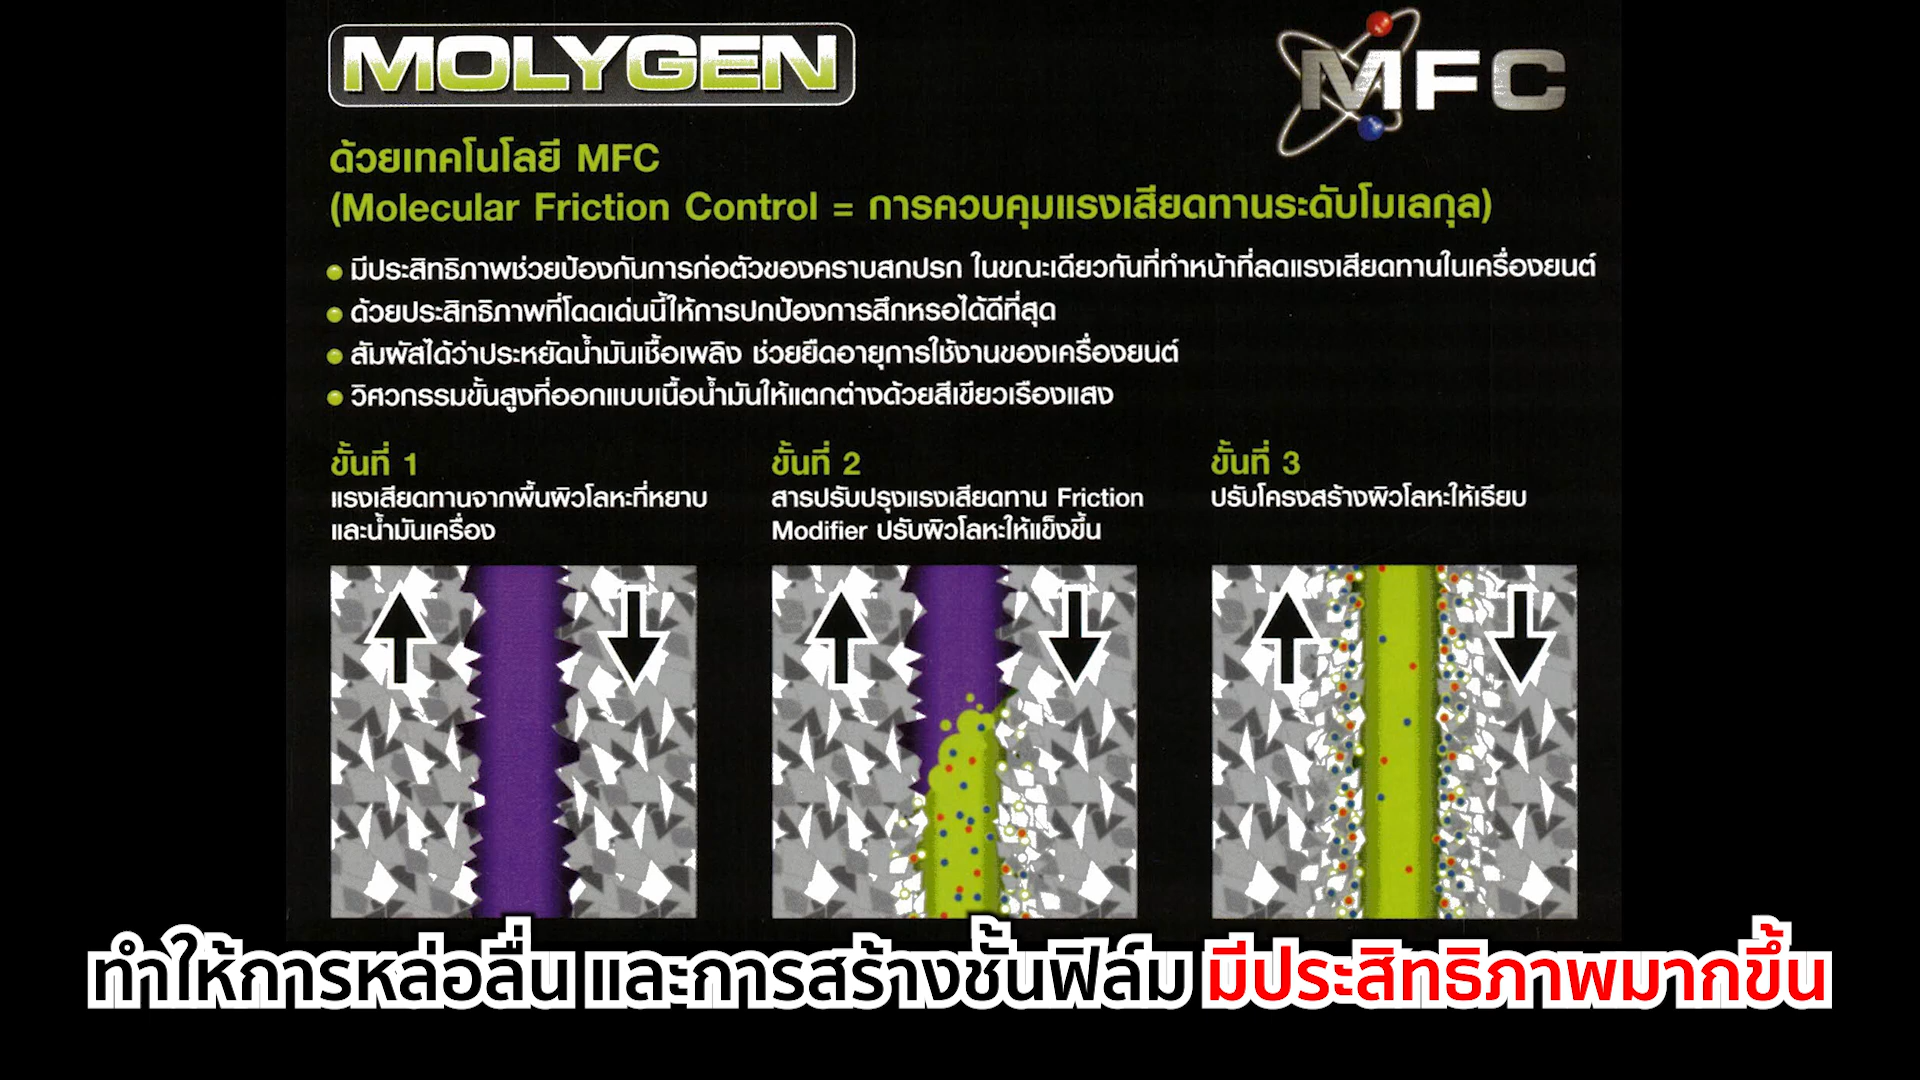 MOLYGEN
MFC
ด้วยเทคโนโลยี MFC
(Molecular Friction Control = การควบคุมแรงเสียดทานระดับโมเลกุล)
มีประสิทธิภาพช่วยป้องกันการก่อตัวของคราบสกปรก ในขณะเดียวกันที่ทำหน้าที่ลดแรงเสียดทานในเครื่องยนต์
ด้วยประสิทธิภาพที่โดดเด่นนี้ให้การปกป้องการสึกหรอได้ดีที่สุด
สัมผัสได้ว่าประหยัดน้ำมันเชื้อเพลิง ช่วยยืดอายุการใช้งานของเครื่องยนต์
วิศวกรรมขั้นสูงที่ออกแบบเนื้อน้ำมันให้แตกต่างด้วยสีเขียวเรืองแสง
ขั้นที่ 1
แรงเสียดทานจากพื้นผิวโลหะที่หยาบ
และน้ำมันเครื่อง
ขั้นที่ 2
สารปรับปรุงแรงเสียดทาน Friction
Modifier ปรับผิวโลหะให้แข็งขึ้น
ขั้นที่ 3
ปรับโครงสร้างผิวโลหะให้เรียบ
ทำให้การหล่อลื่น และการสร้างชั้นฟิล์ม มีประสิทธิภาพมากขึ้น